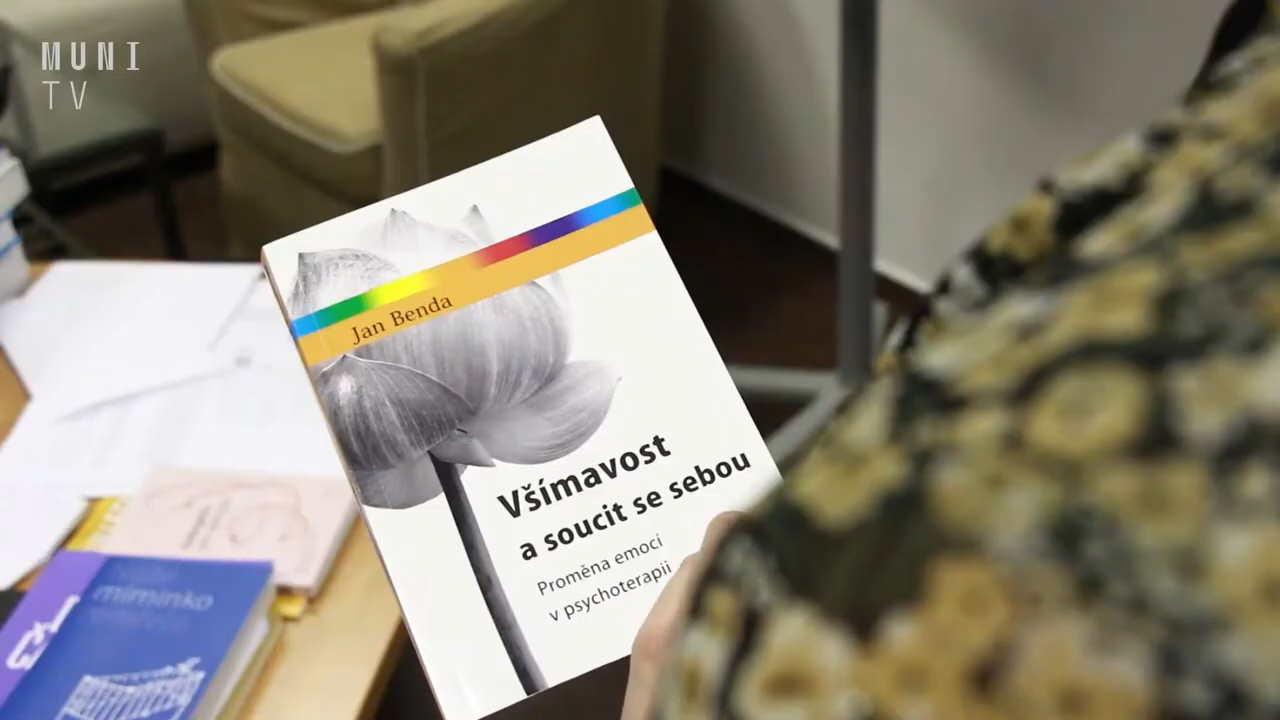 MUNI
TV
Jan Benda
Všímavost
a soucit se sebou
Proměna emocí
v psychoterapii
miminko